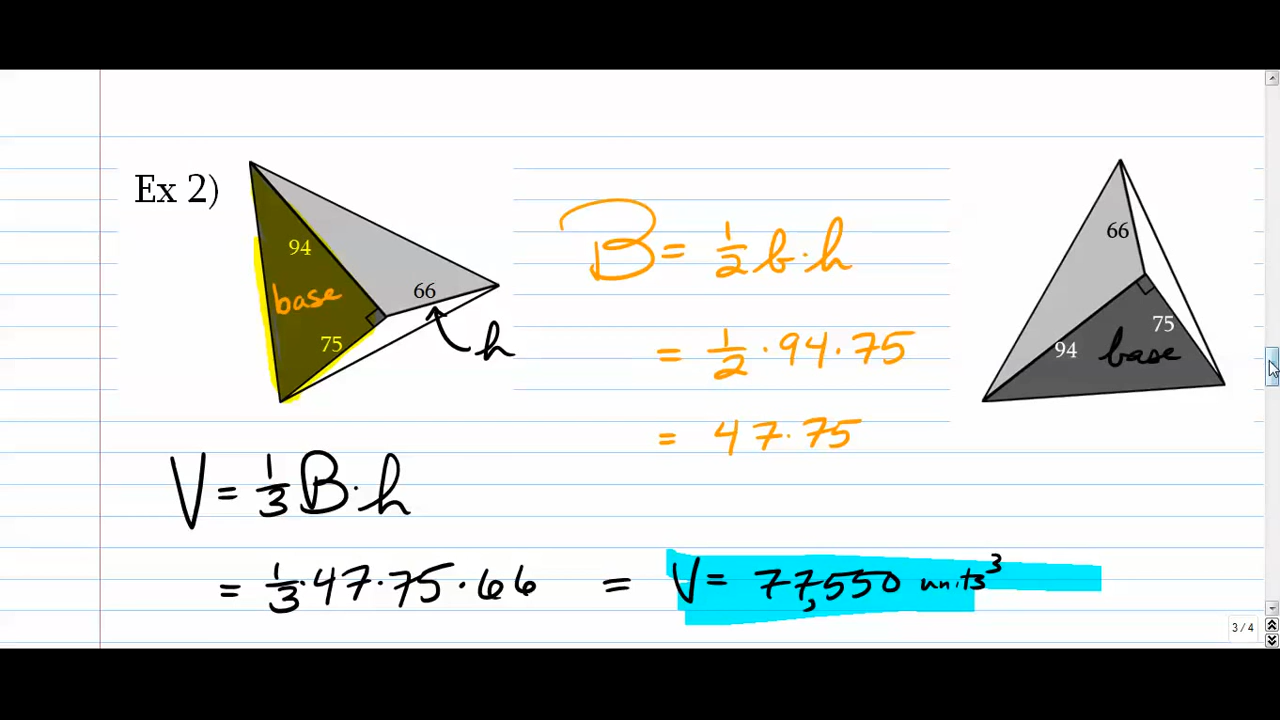 Ex 2)
94
base
75
66
h
B = 1/2 b · h
= 1/2 · 94 · 75
= 47 · 75
66
75
94
base
V = 1/3 B · h
= 1/3 · 47 · 75 · 66 = V = 77,550 units³
3 / 4